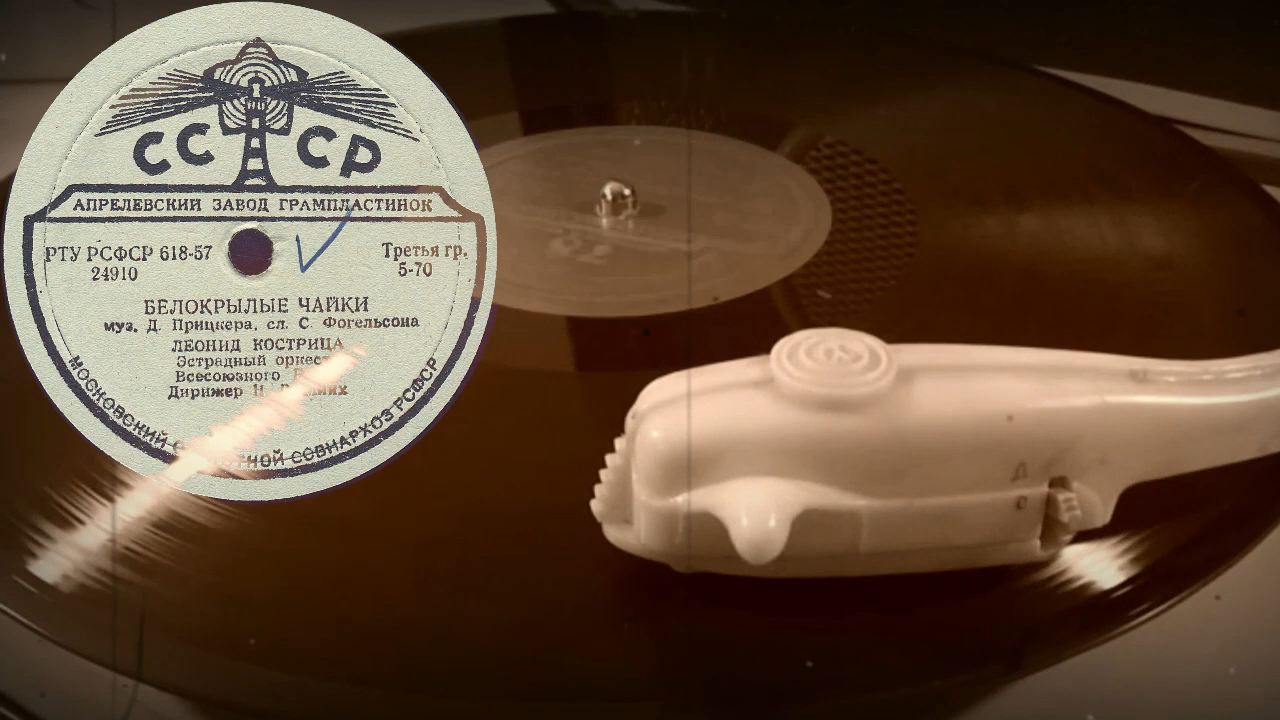 СССР
АПРЕЛЕВСКИЙ ЗАВОД ГРАМПЛАСТИНОК
РТУ РСФСР 618-57
24910
Третья гр.
5-70
БЕЛОКРЫЛЫЕ ЧАЙКИ
муз. Д. Прицкера, сл. С. Фогельсона
ЛЕОНИД КОСТРИЦА
Эстрадный
Всесоюзного
Дирижер
МОСКОВСКИЙ СОВНАРХОЗ РСФСР
Д
С